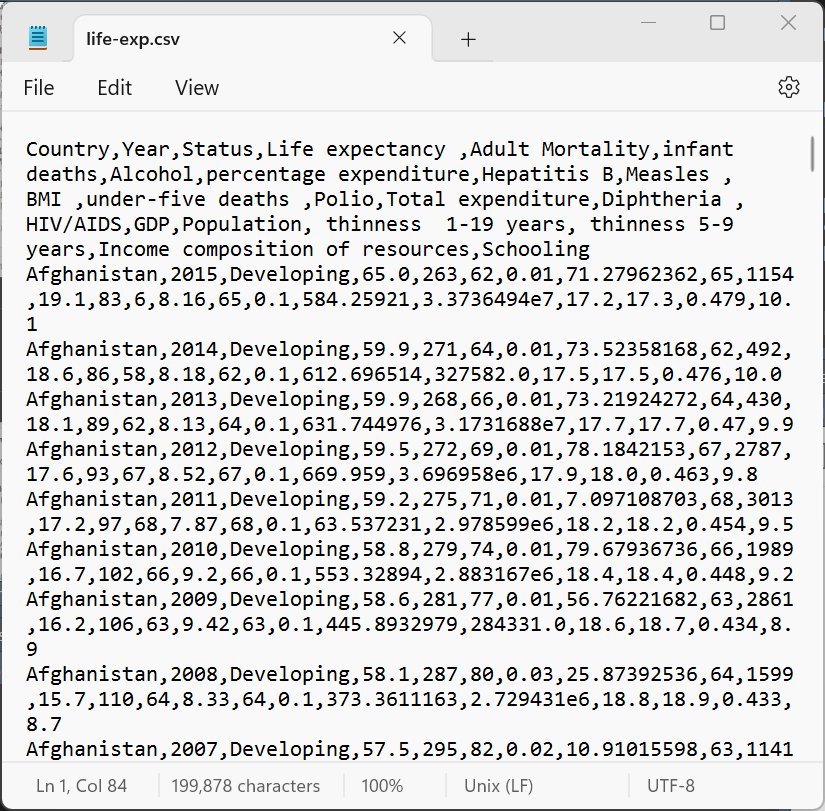 life-exp.csv
File Edit View
Country,Year,Status,Life expectancy ,Adult Mortality,infant
deaths,Alcohol,percentage expenditure,Hepatitis B,Measles ,
BMI ,under-five deaths ,Polio,Total expenditure,Diphtheria ,
HIV/AIDS,GDP,Population, thinness  1-19 years, thinness 5-9
years,Income composition of resources,Schooling
Afghanistan,2015,Developing,65.0,263,62,0.01,71.27962362,65,1154
,19.1,83,6,8.16,65,0.1,584.25921,3.3736494e7,17.2,17.3,0.479,10.
1
Afghanistan,2014,Developing,59.9,271,64,0.01,73.52358168,62,492,
18.6,86,58,8.18,62,0.1,612.696514,327582.0,17.5,17.5,0.476,10.0
Afghanistan,2013,Developing,59.9,268,66,0.01,73.21924272,64,430,
18.1,89,62,8.13,64,0.1,631.744976,3.1731688e7,17.7,17.7,0.47,9.9
Afghanistan,2012,Developing,59.5,272,69,0.01,78.1842153,67,2787,
17.6,93,67,8.52,67,0.1,669.959,3.696958e6,17.9,18.0,0.463,9.8
Afghanistan,2011,Developing,59.2,275,71,0.01,7.097108703,68,3013
,17.2,97,68,7.87,68,0.1,63.537231,2.978599e6,18.2,18.2,0.454,9.5
Afghanistan,2010,Developing,58.8,279,74,0.01,79.67936736,66,1989
,16.7,102,66,9.2,66,0.1,553.32894,2.883167e6,18.4,18.4,0.448,9.2
Afghanistan,2009,Developing,58.6,281,77,0.01,56.76221682,63,2861
,16.2,106,63,9.42,63,0.1,445.8932979,284331.0,18.6,18.7,0.434,8.
9
Afghanistan,2008,Developing,58.1,287,80,0.03,25.87392536,64,1599
,15.7,110,64,8.33,64,0.1,373.3611163,2.729431e6,18.8,18.9,0.433,
8.7
Afghanistan,2007,Developing,57.5,295,82,0.02,10.91015598,63,1141
Ln 1, Col 84 199,878 characters 100% Unix (LF) UTF-8